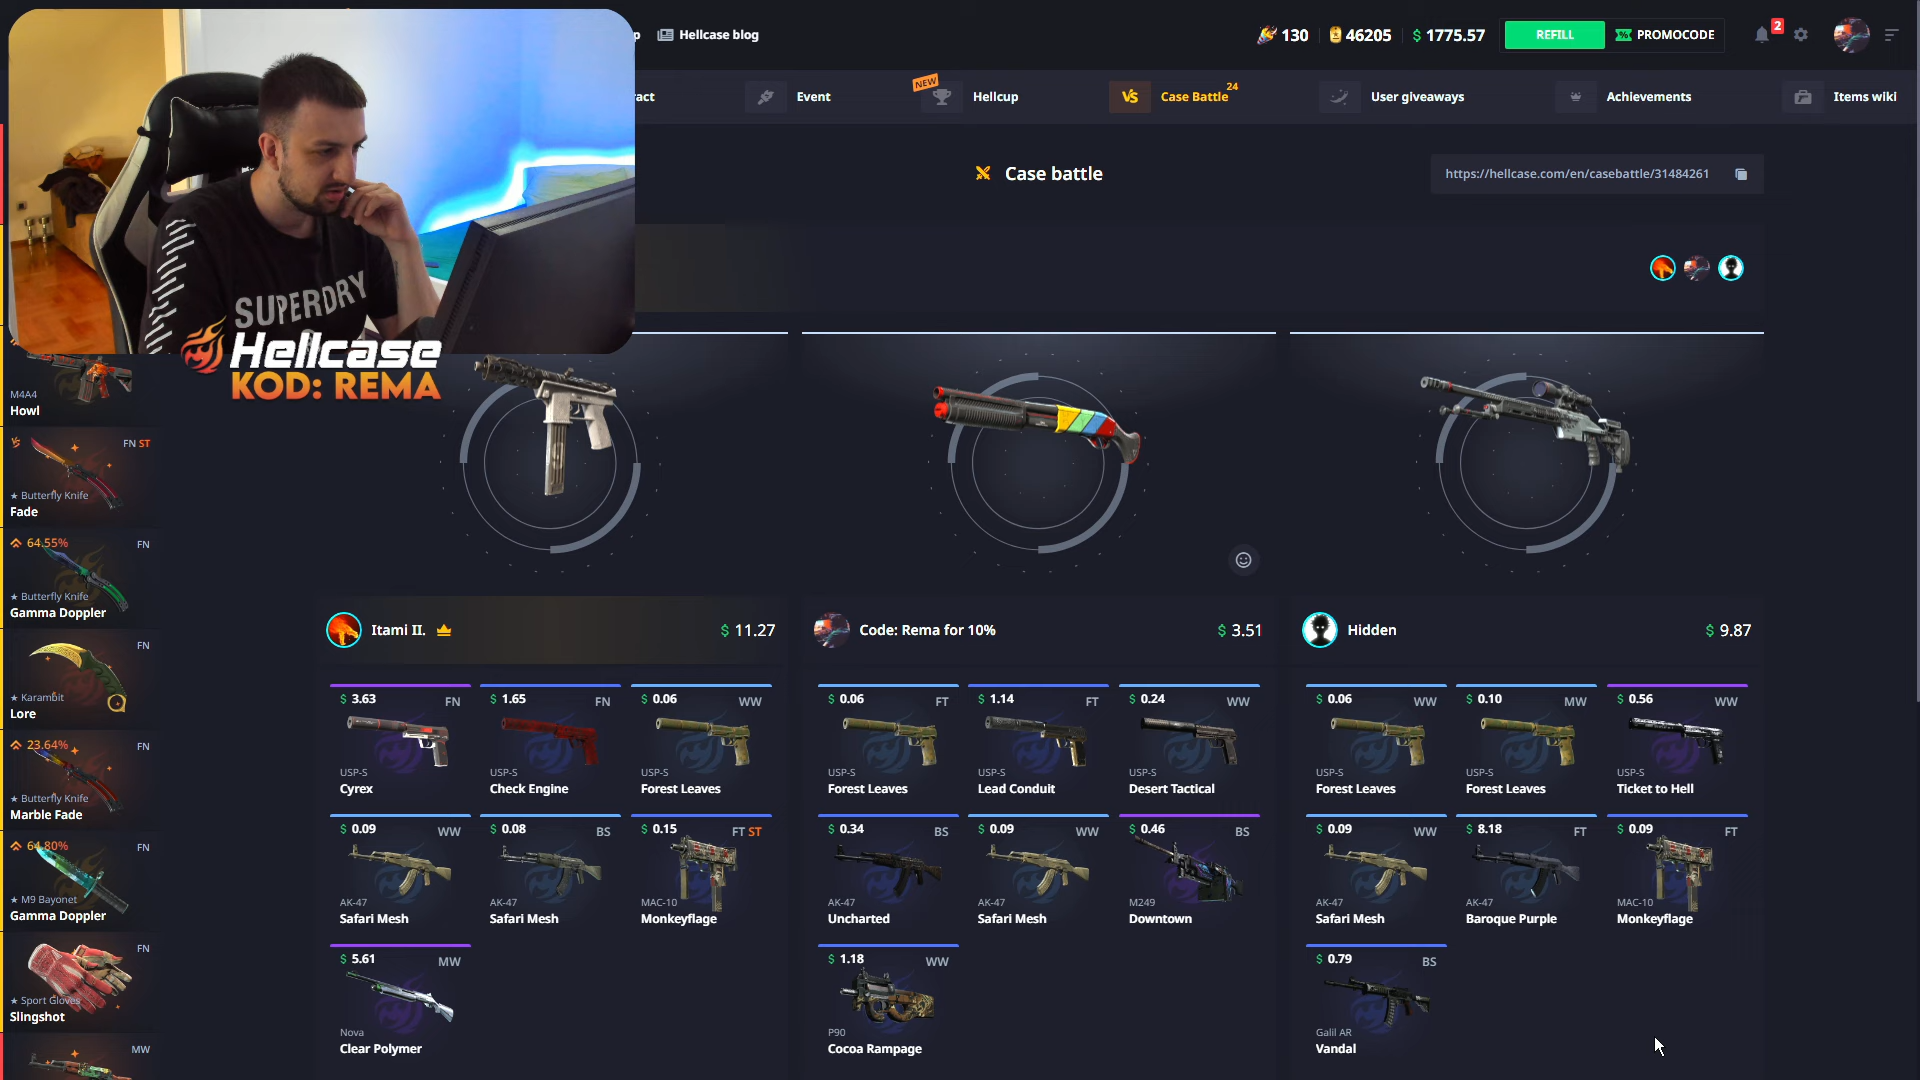 p
Hellcase blog
130
46205
$ 1775.57
REFILL
PROMOCODE
2
ract
Event
NEW
Hellcup
VS
Case Battle
24
User giveaways
Achievements
Items wiki
Case battle
https://hellcase.com/en/casebattle/31484261
SUPERDRY
Hellcase
KOD: REMA
M4A4
Howl
FN ST
★ Butterfly Knife
Fade
64.55%
FN
★ Butterfly Knife
Gamma Doppler
FN
★ Karambit
Lore
23.64%
FN
★ Butterfly Knife
Marble Fade
64.80%
FN
★ M9 Bayonet
Gamma Doppler
FN
★ Sport Gloves
Slingshot
MW
Itami II.
$ 11.27
$ 3.63
FN
USP-S
Cyrex
$ 1.65
FN
USP-S
Check Engine
$ 0.06
WW
USP-S
Forest Leaves
$ 0.09
WW
AK-47
Safari Mesh
$ 0.08
BS
AK-47
Safari Mesh
$ 0.15
FT ST
MAC-10
Monkeyflage
$ 5.61
MW
Nova
Clear Polymer
Code: Rema for 10%
$ 3.51
$ 0.06
FT
USP-S
Forest Leaves
$ 1.14
FT
USP-S
Lead Conduit
$ 0.24
WW
USP-S
Desert Tactical
$ 0.34
BS
AK-47
Uncharted
$ 0.09
WW
AK-47
Safari Mesh
$ 0.46
BS
M249
Downtown
$ 1.18
WW
P90
Cocoa Rampage
Hidden
$ 9.87
$ 0.06
WW
USP-S
Forest Leaves
$ 0.10
MW
USP-S
Forest Leaves
$ 0.56
WW
USP-S
Ticket to Hell
$ 0.09
WW
AK-47
Safari Mesh
$ 8.18
FT
AK-47
Baroque Purple
$ 0.09
FT
MAC-10
Monkeyflage
$ 0.79
BS
Galil AR
Vandal